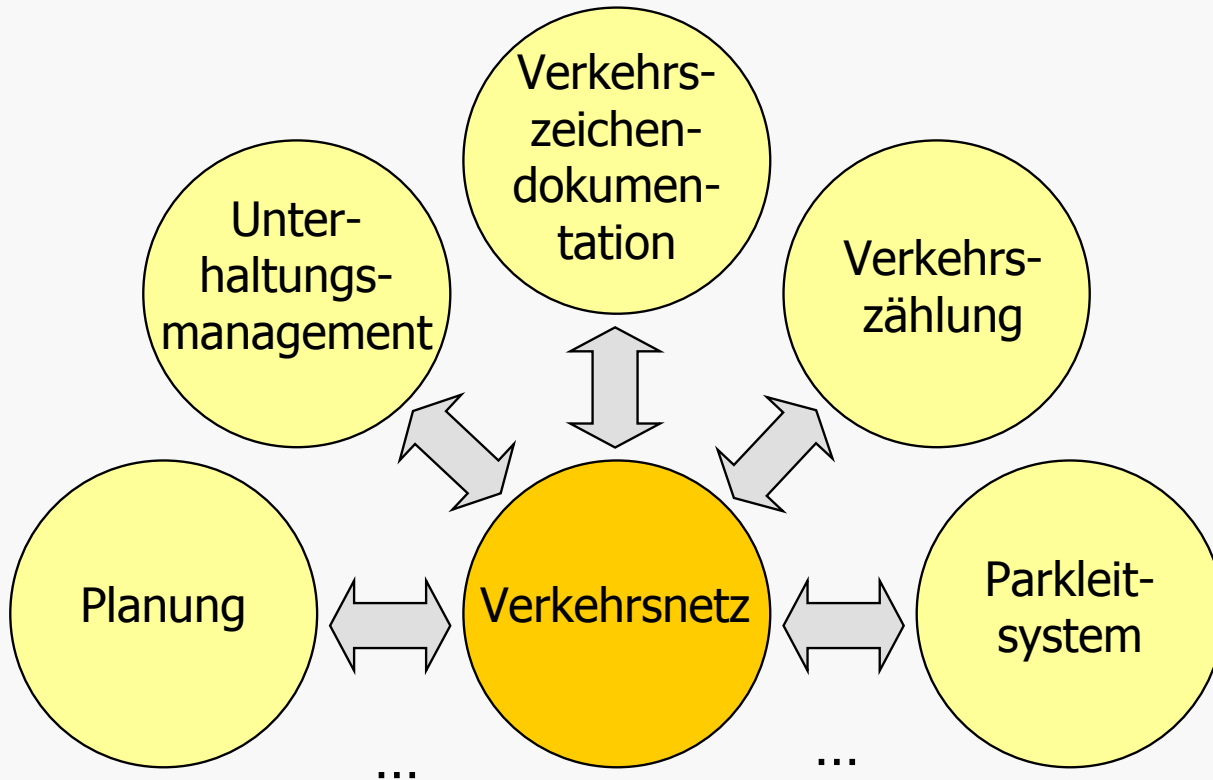 Verkehrs-
zeichen-
dokumen-
tation
Unter-
haltungs-
management
Verkehrs-
zählung
Planung
Verkehrsnetz
Parkleit-
system
...
...